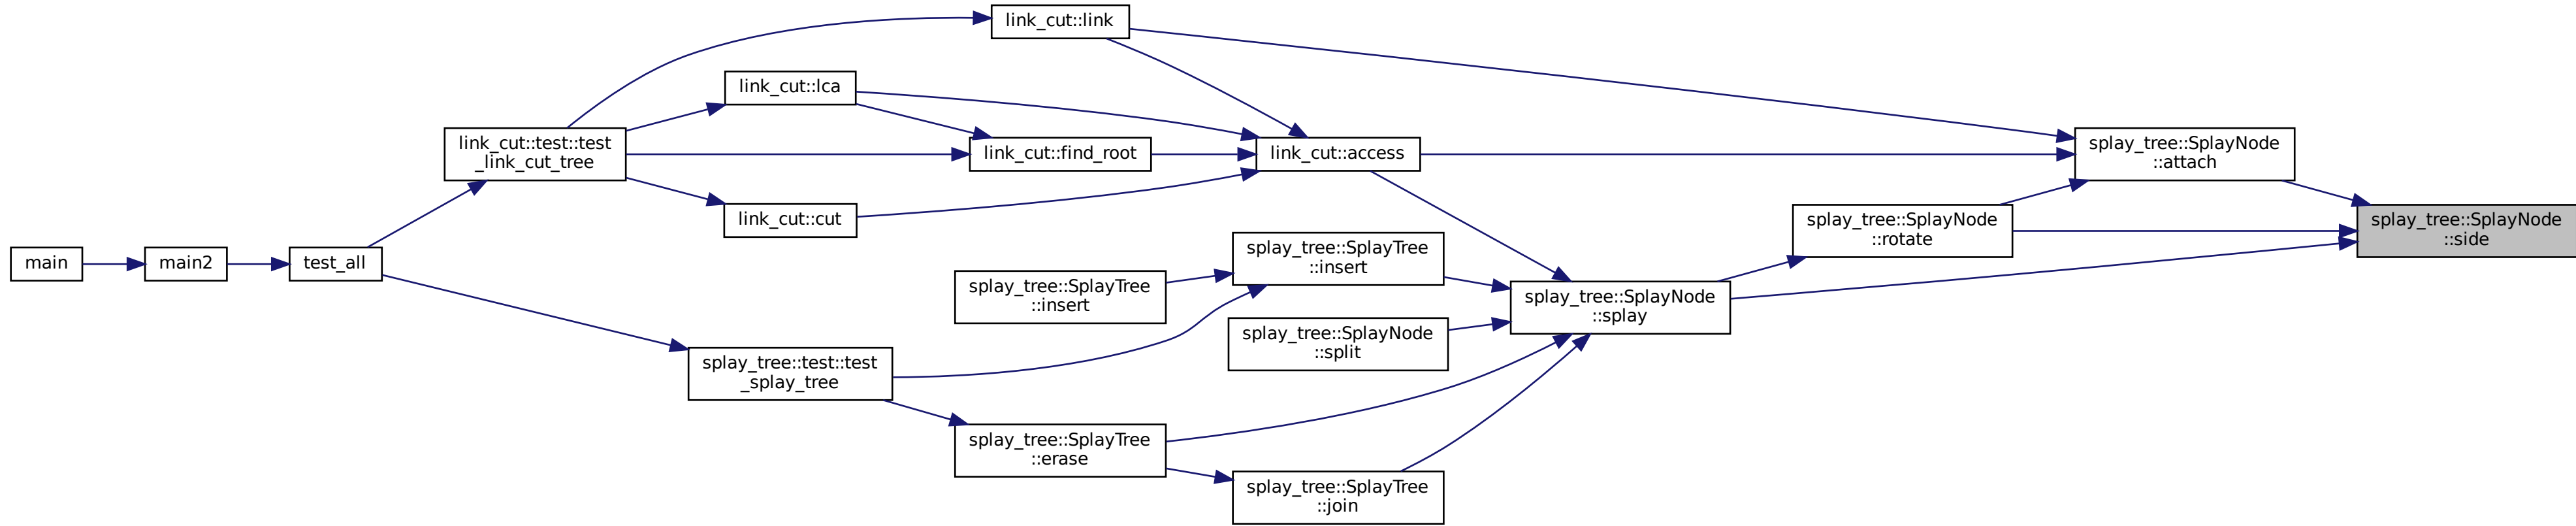 link_cut::link
link_cut::lca
link_cut::test::test
_link_cut_tree
link_cut::find_root
link_cut::access
splay_tree::SplayNode
::attach
link_cut::cut
splay_tree::SplayNode
::rotate
splay_tree::SplayNode
::side
main
main2
test_all
splay_tree::SplayTree
::insert
splay_tree::SplayTree
::insert
splay_tree::SplayNode
::splay
splay_tree::SplayNode
::split
splay_tree::test::test
_splay_tree
splay_tree::SplayTree
::erase
splay_tree::SplayTree
::join